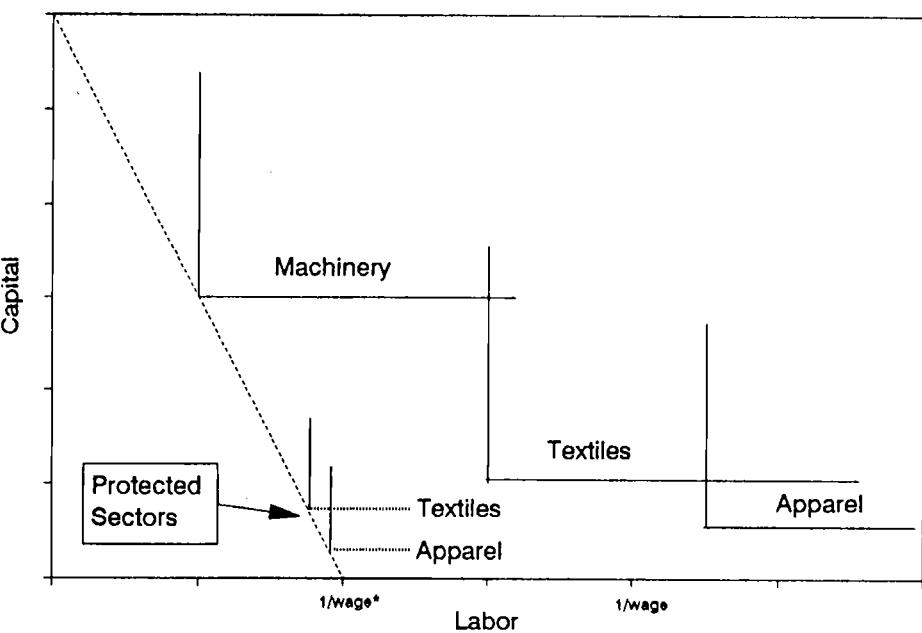 Machinery
Capital
Textiles
Protected
Sectors
Apparel
Textiles
Apparel
1/wage*
1/wage
Labor